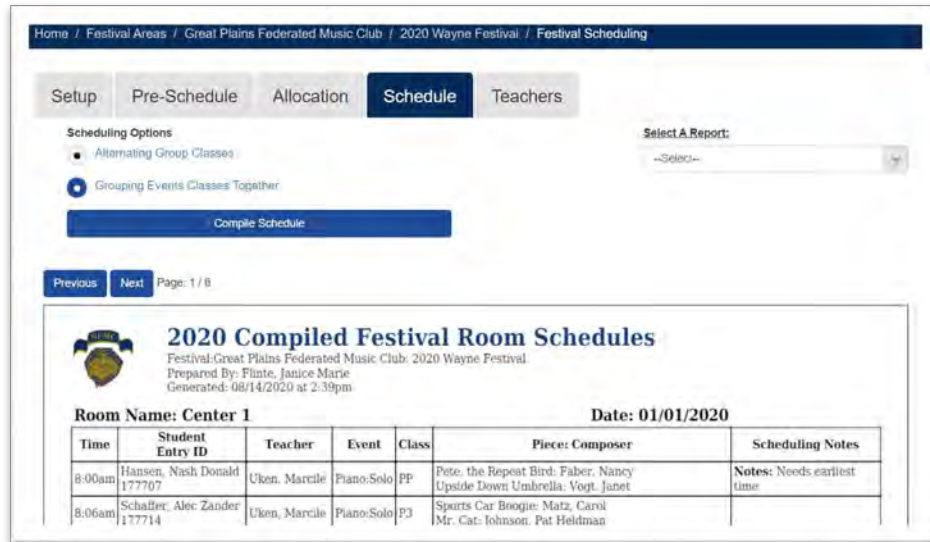 Home / Festival Areas / Great Plains Federated Music Club / 2020 Wayne Festival / Festival Scheduling
Setup Pre-Schedule Allocation Schedule Teachers
Scheduling Options
Select A Report:
Alternating Group Classes
--Select--
Grouping Events Classes Together
Compile Schedule
Previous Next Page: 1 / 6
2020 Compiled Festival Room Schedules
Festival:Great Plains Federated Music Club: 2020 Wayne Festival
Prepared By: Flinte, Janice Marie
Generated: 08/14/2020 at 2:39pm
Room Name: Center 1 Date: 01/01/2020
Time Student Entry ID Teacher Event Class Piece: Composer Scheduling Notes
8:00am Hansen, Nash Donald 177707 Uken, Marcile Piano:Solo PP Pete, the Repeat Bird: Faber, Nancy Upside Down Umbrella: Vogt, Janet Notes: Needs earliest time
8:06am Schaffer, Alec Zander 177714 Uken, Marcile Piano:Solo P3 Sports Car Boogie: Matz, Carol Mr. Cat: Johnson, Pat Heldman